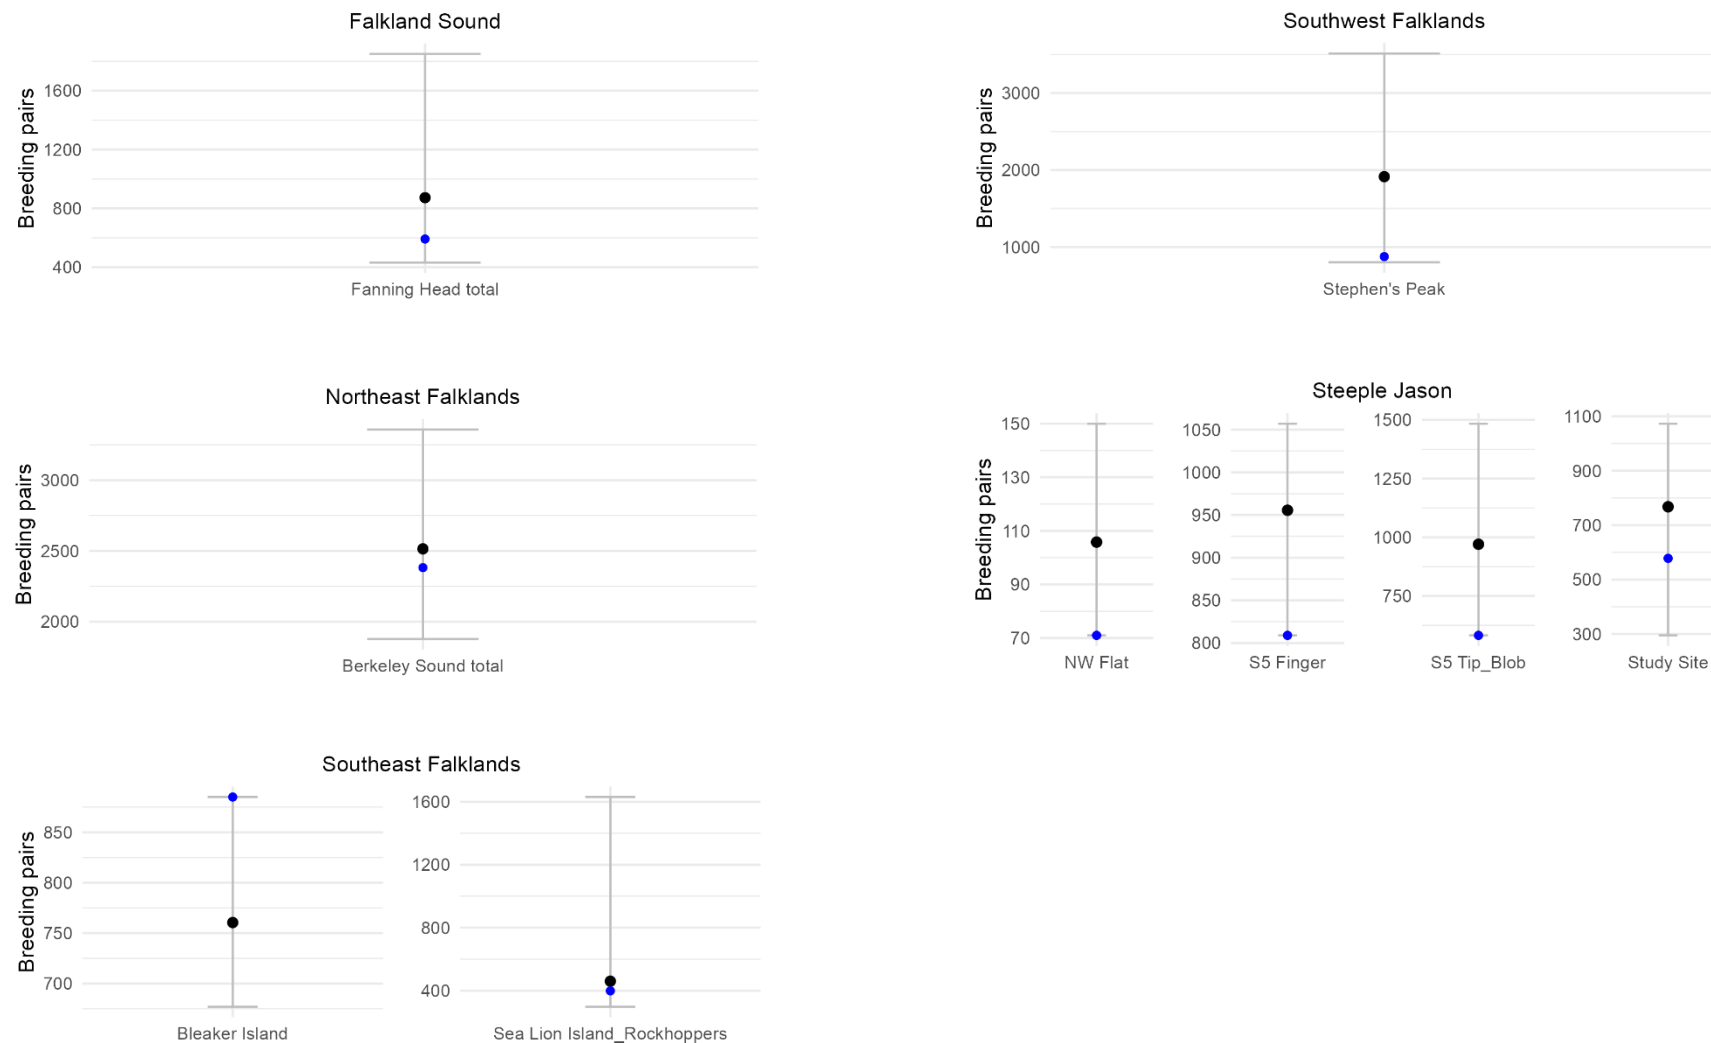 Falkland Sound
Breeding pairs
1600
1200
800
400
Fanning Head total
Southwest Falklands
Breeding pairs
3000
2000
1000
Stephen's Peak
Northeast Falklands
Breeding pairs
3000
2500
2000
Berkeley Sound total
Steeple Jason
Breeding pairs
150
130
110
90
70
NW Flat
1050
1000
950
900
850
800
S5 Finger
1500
1250
1000
750
S5 Tip_Blob
1100
900
700
500
300
Study Site
Southeast Falklands
Breeding pairs
850
800
750
700
Bleaker Island
1600
1200
800
400
Sea Lion Island_Rockhoppers